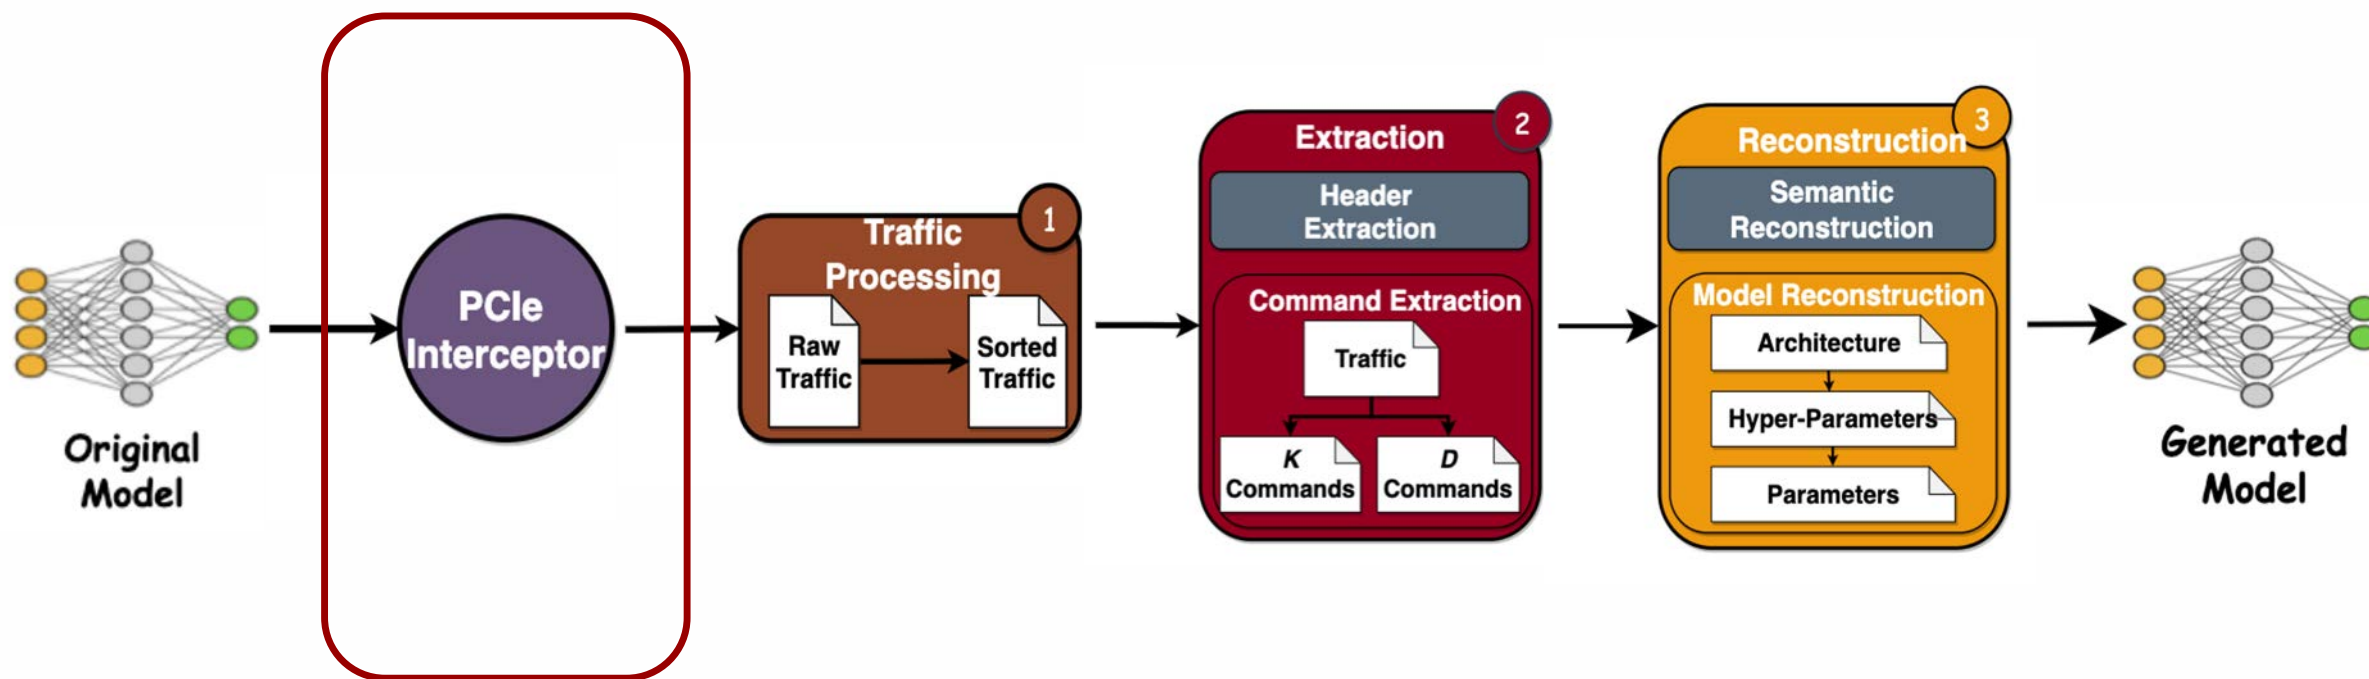 Original
Model
PCIe
Interceptor
1
Traffic
Processing
Raw
Traffic
Sorted
Traffic
2
Extraction
Header
Extraction
Command Extraction
Traffic
K
Commands
D
Commands
3
Reconstruction
Semantic
Reconstruction
Model Reconstruction
Architecture
Hyper-Parameters
Parameters
Generated
Model